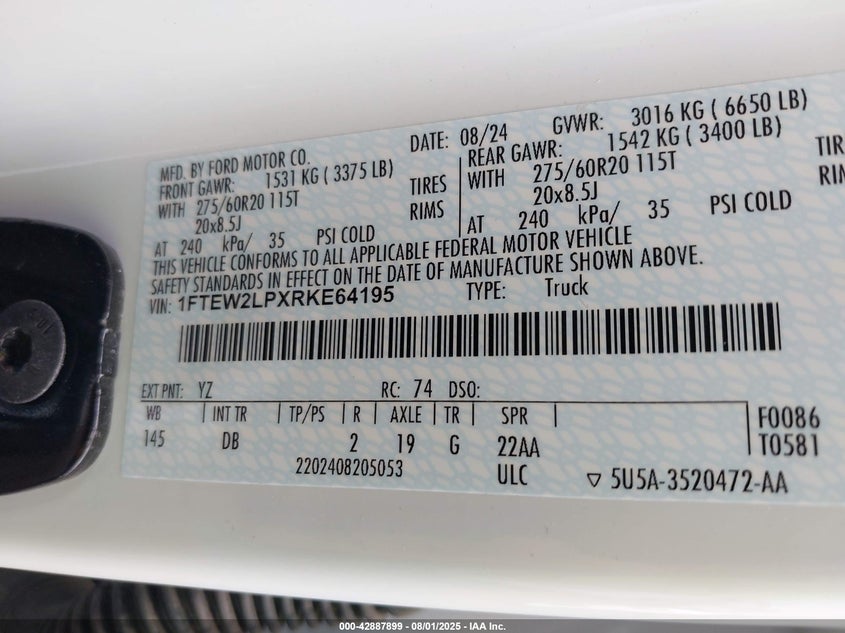 MFD. BY FORD MOTOR CO.
DATE: 08/24 GVWR: 3016 KG ( 6650 LB)
FRONT GAWR: 1531 KG ( 3375 LB)
REAR GAWR: 1542 KG ( 3400 LB)
WITH 275/60R20 115T TIRES
WITH 275/60R20 115T TIR
20x8.5J RIMS
20x8.5J RIM
AT 240 kPa/ 35 PSI COLD
AT 240 kPa/ 35 PSI COLD
THIS VEHICLE CONFORMS TO ALL APPLICABLE FEDERAL MOTOR VEHICLE
SAFETY STANDARDS IN EFFECT ON THE DATE OF MANUFACTURE SHOWN ABOVE.
VIN: 1FTEW2LPXRKE64195 TYPE: Truck
EXT PNT: YZ RC: 74 DSO:
WB INT TR TP/PS R AXLE TR SPR
F0086
145 DB 2 19 G 22AA
T0581
2202408205053 ULC
▽ 5U5A-3520472-AA
000-42887899 - 08/01/2025 - IAA Inc.